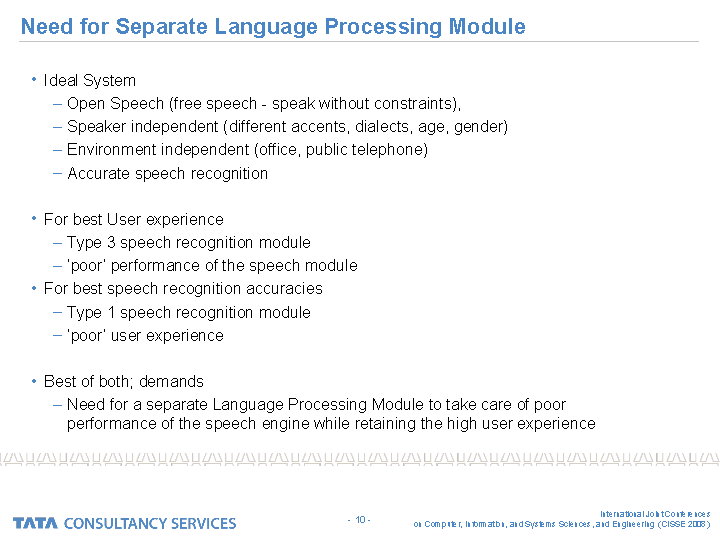 Need for Separate Language Processing Module
• Ideal System
– Open Speech (free speech - speak without constraints),
– Speaker independent (different accents, dialects, age, gender)
– Environment independent (office, public telephone)
– Accurate speech recognition
• For best User experience
– Type 3 speech recognition module
– 'poor' performance of the speech module
• For best speech recognition accuracies
– Type 1 speech recognition module
– 'poor' user experience
• Best of both; demands
– Need for a separate Language Processing Module to take care of poor
performance of the speech engine while retaining the high user experience
International Joint Conferences
TATA CONSULTANCY SERVICES - 10 - on Computer, Information, and Systems Sciences, and Engineering (CISSE 2008)